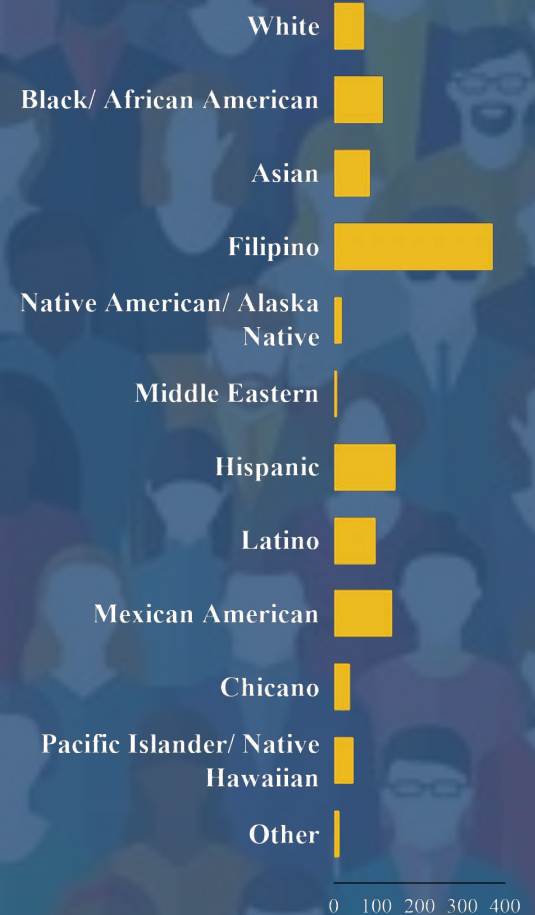 White
Black/ African American
Asian
Filipino
Native American/ Alaska
Native
Middle Eastern
Hispanic
Latino
Mexican American
Chicano
Pacific Islander/ Native
Hawaiian
Other
0 100 200 300 400